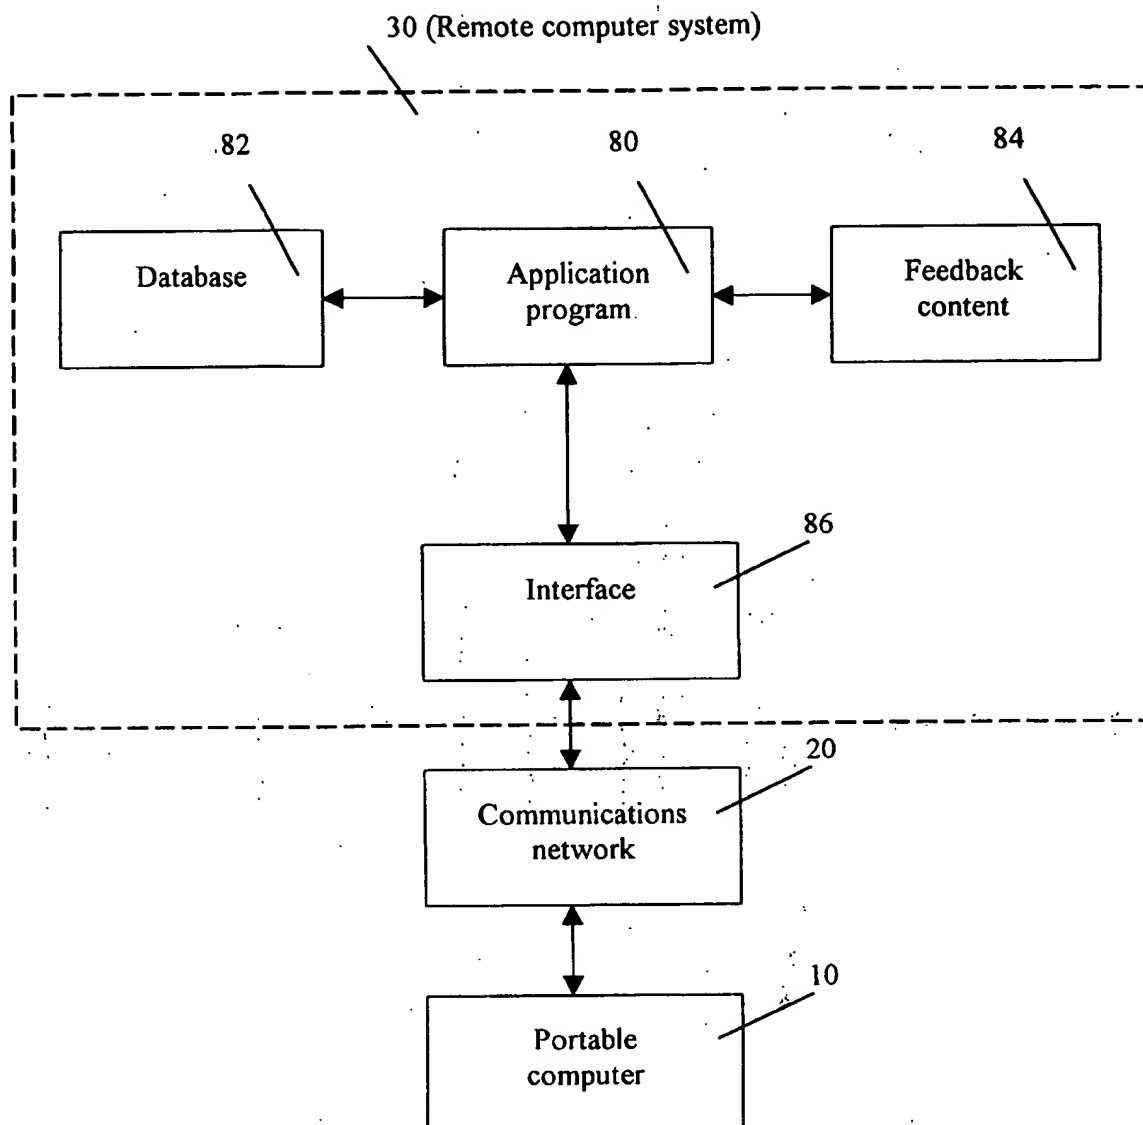 30 (Remote computer system)
82
80
84
Database
Application
program
Feedback
content
86
Interface
20
Communications
network
10
Portable
computer